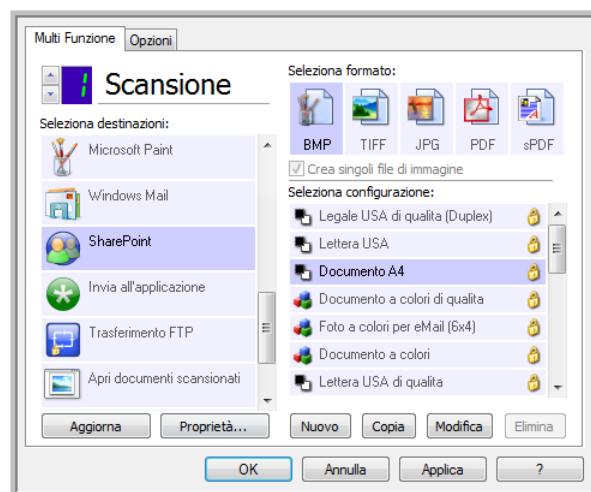 Multi Funzione
Opzioni
1
Scansione
Seleziona destinazioni:
Microsoft Paint
Windows Mail
SharePoint
Invia all'applicazione
Trasferimento FTP
Apri documenti scansionati
Aggiorna
Proprietà...
Seleziona formato:
BMP
TIFF
JPG
PDF
sPDF
Crea singoli file di immagine
Seleziona configurazione:
Legale USA di qualita (Duplex)
Lettera USA
Documento A4
Documento a colori di qualita
Foto a colori per eMail (6x4)
Documento a colori
Lettera USA di qualita
Nuovo
Copia
Modifica
Elimina
OK
Annulla
Applica
?